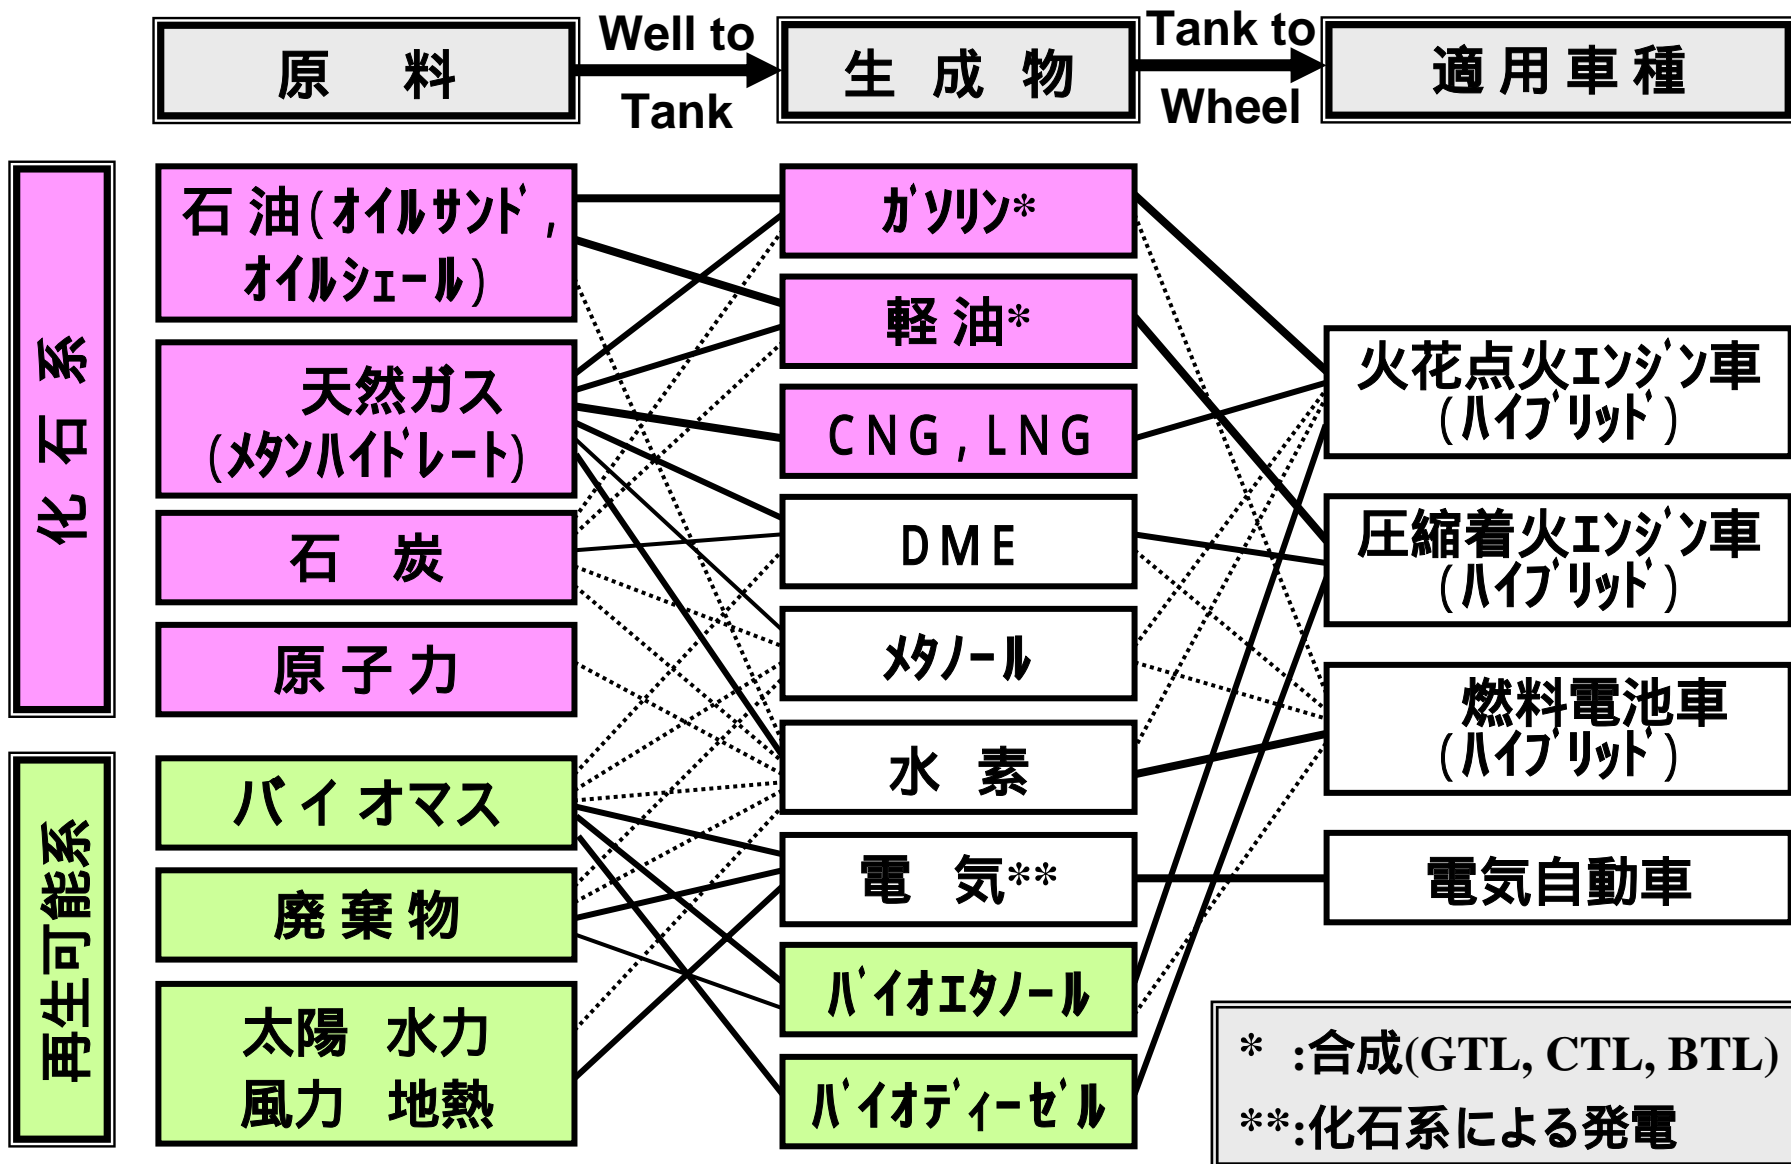 原料
Well to
Tank
生成物
Tank to
Wheel
適用車種
化石系
石油(オイルサンド,
オイルシェール)
天然ガス
(メタンハイドレート)
石炭
原子力
再生可能系
バイオマス
廃棄物
太陽 水力
風力 地熱
ガソリン*
軽油*
CNG,LNG
DME
メタノール
水素
電気**
バイオエタノール
バイオディーゼル
火花点火エンジン車
(ハイブリッド)
圧縮着火エンジン車
(ハイブリッド)
燃料電池車
(ハイブリッド)
電気自動車
* :合成(GTL, CTL, BTL)
**:化石系による発電